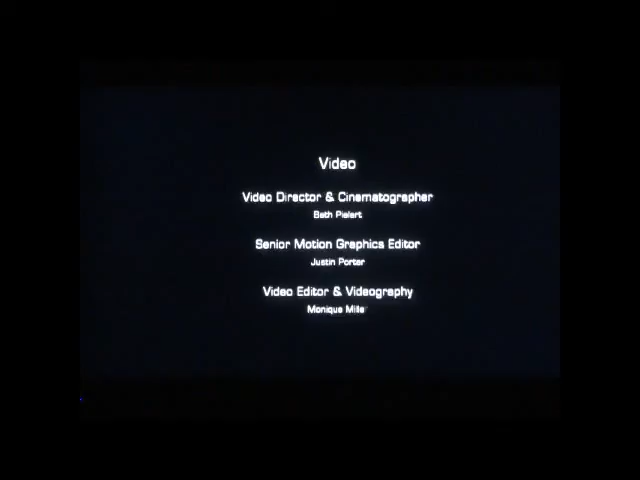 Video
Video Director & Cinematographer
Beth Pielert
Senior Motion Graphics Editor
Justin Porter
Video Editor & Videography
Monique Mille